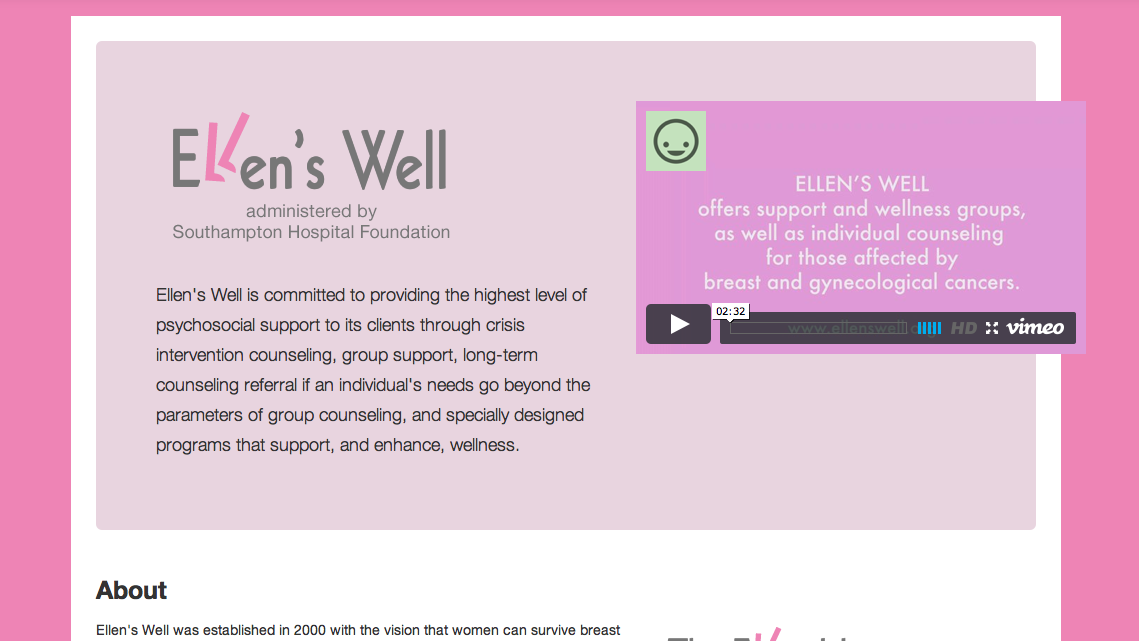 Ellen's Well
administered by
Southampton Hospital Foundation
Ellen's Well is committed to providing the highest level of
psychosocial support to its clients through crisis
intervention counseling, group support, long-term
counseling referral if an individual's needs go beyond the
parameters of group counseling, and specially designed
programs that support, and enhance, wellness.
ELLEN'S WELL
offers support and wellness groups,
as well as individual counseling
for those affected by
breast and gynecological cancers.
02:32
www.ellenswell.org
HD
vimeo
About
Ellen's Well was established in 2000 with the vision that women can survive breast